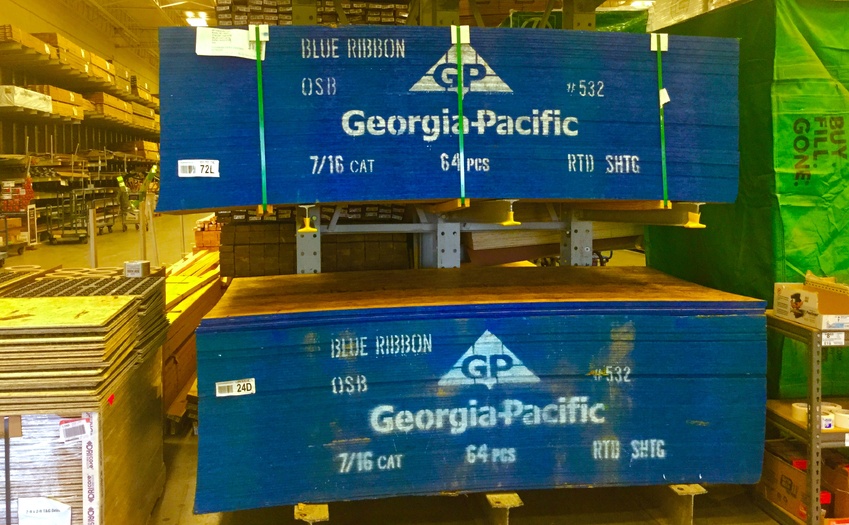 BLUE RIBBON
GP
OSB
#532
Georgia-Pacific
7/16 CAT
64 PCS
RTD SHTG
72L
BUY
FILL
GONE.
BLUE RIBBON
GP
OSB
#532
Georgia-Pacific
24D
7/16 CAT
64 PCS
RTD SHTG